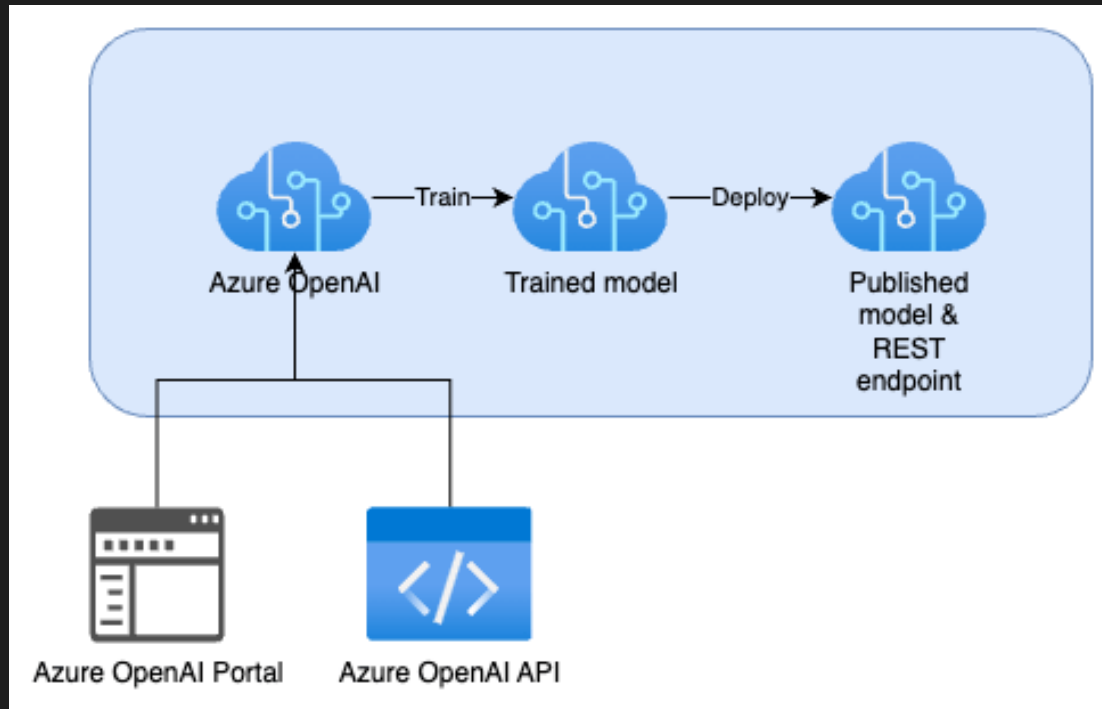 Train
Deploy
Azure OpenAI
Trained model
Published
model &
REST
endpoint
Azure OpenAI Portal
Azure OpenAI API